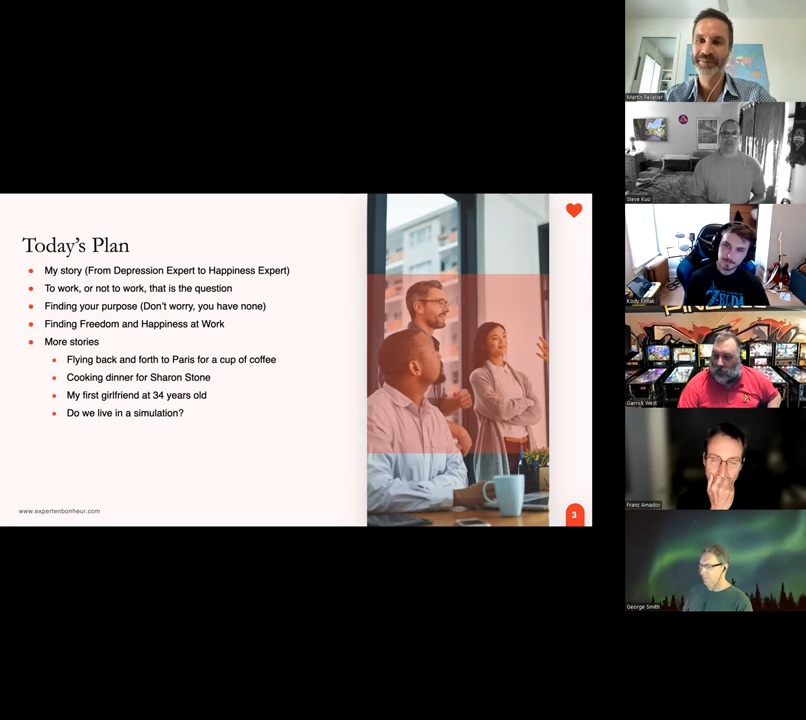 Today's Plan
My story (From Depression Expert to Happiness Expert)
To work, or not to work, that is the question
Finding your purpose (Don't worry, you have none)
Finding Freedom and Happiness at Work
More stories
Flying back and forth to Paris for a cup of coffee
Cooking dinner for Sharon Stone
My first girlfriend at 34 years old
Do we live in a simulation?
www.expertenbonheur.com
3
Martin Pelletier
Steve Kuo
Kody
Garrick West
Franz Amador
George Smith